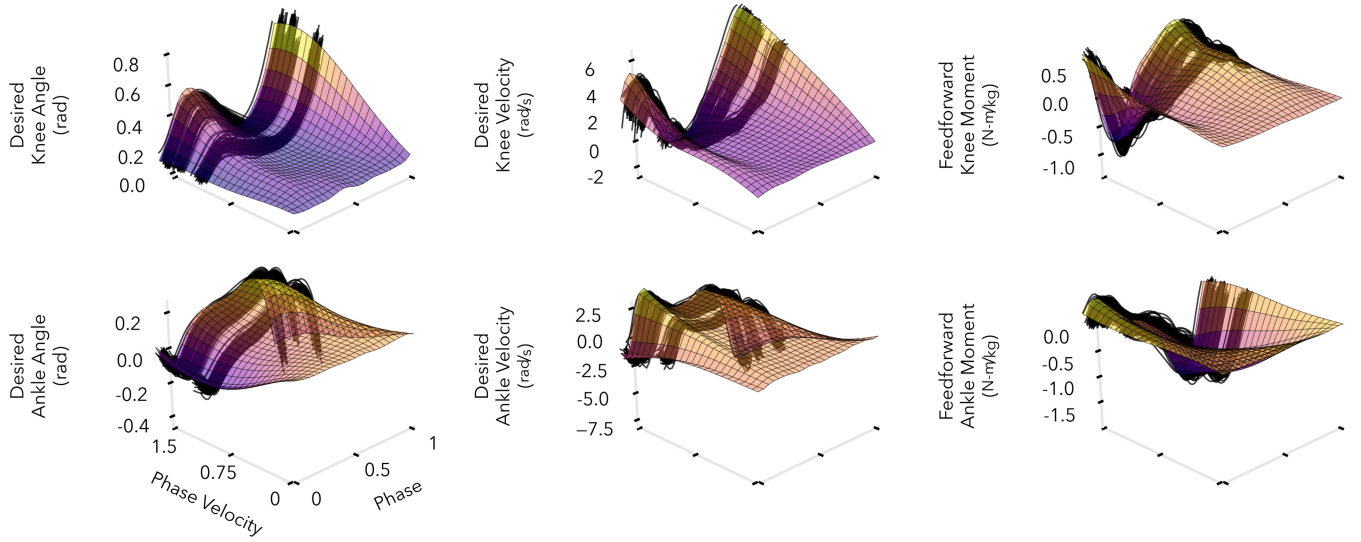 Desired
Knee Angle
(rad)
0.8
0.6
0.4
0.2
0.0
Desired
Knee Velocity
(rad/s)
6
4
2
0
-2
Feedforward
Knee Moment
(N-m/kg)
0.5
0.0
-0.5
-1.0
Desired
Ankle Angle
(rad)
0.2
0.0
-0.2
-0.4
1.5
0.75
0
Phase Velocity
0
0.5
1
Phase
Desired
Ankle Velocity
(rad/s)
2.5
0.0
-2.5
-5.0
−7.5
Feedforward
Ankle Moment
(N-m/kg)
0.0
-0.5
-1.0
-1.5